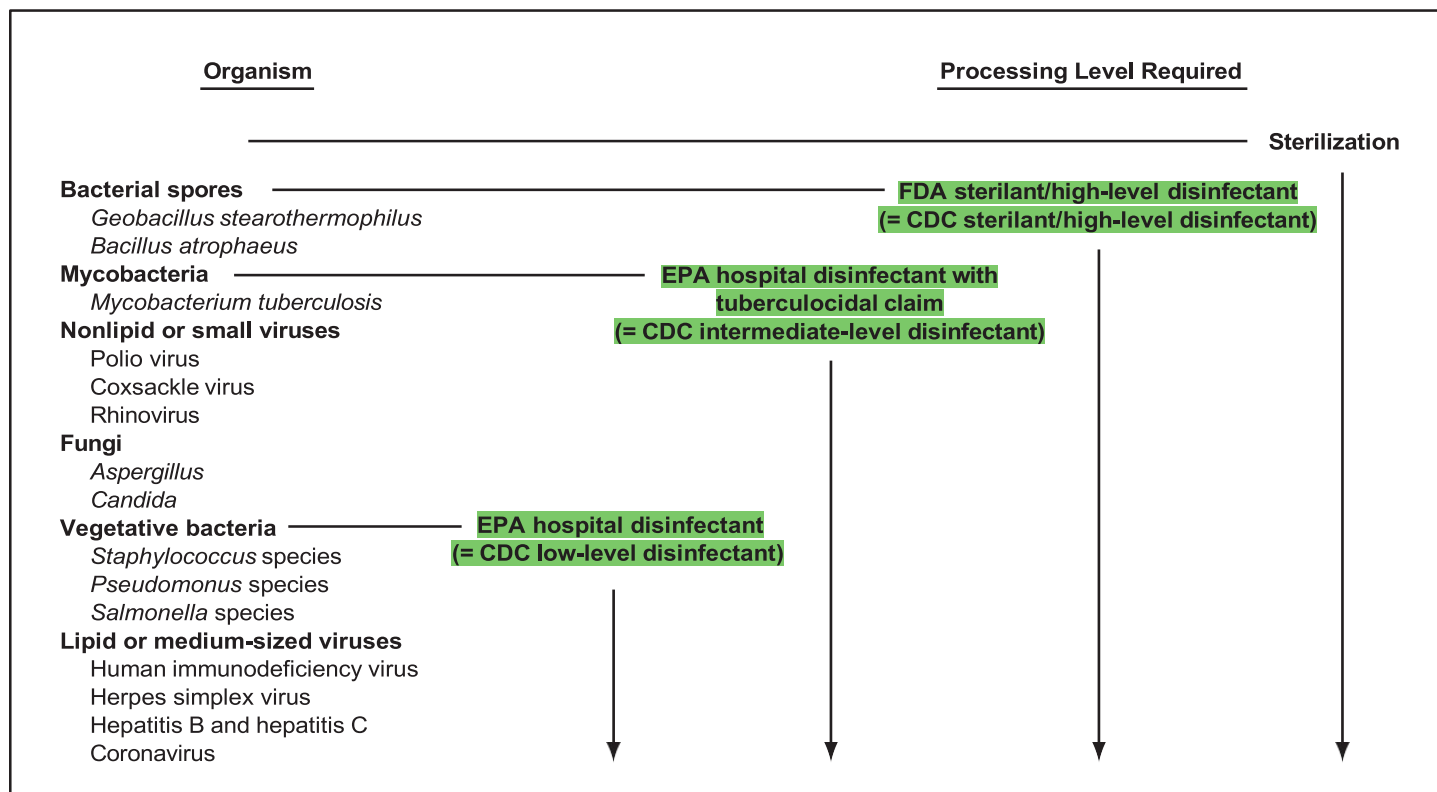 Organism
Processing Level Required
Sterilization
Bacterial spores
FDA sterilant/high-level disinfectant
Geobacillus stearothermophilus
(= CDC sterilant/high-level disinfectant)
Bacillus atrophaeus
Mycobacteria
EPA hospital disinfectant with
Mycobacterium tuberculosis
tuberculocidal claim
Nonlipid or small viruses
(= CDC intermediate-level disinfectant)
Polio virus
Coxsackle virus
Rhinovirus
Fungi
Aspergillus
Candida
Vegetative bacteria
EPA hospital disinfectant
Staphylococcus species
(= CDC low-level disinfectant)
Pseudomonus species
Salmonella species
Lipid or medium-sized viruses
Human immunodeficiency virus
Herpes simplex virus
Hepatitis B and hepatitis C
Coronavirus